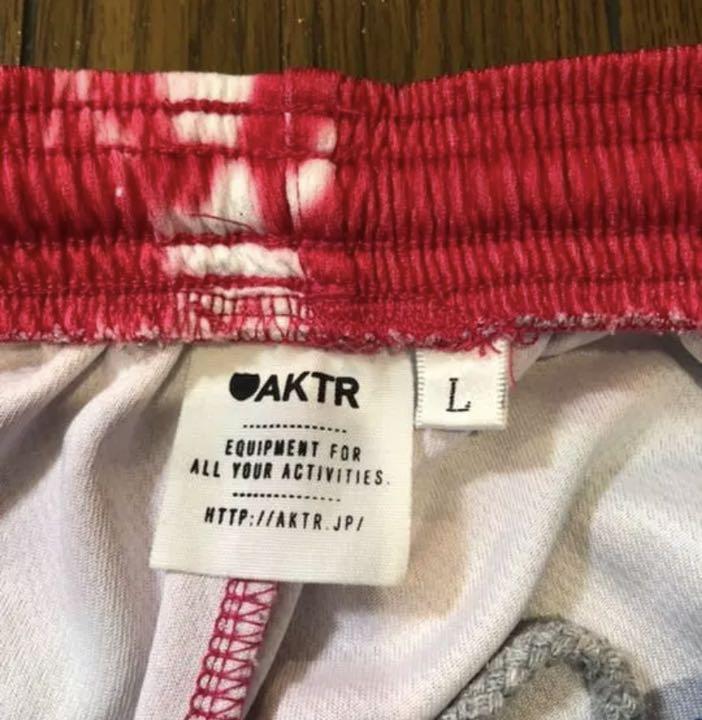 AKTR
L
EQUIPMENT FOR
ALL YOUR ACTIVITIES.
HTTP://AKTR.JP/